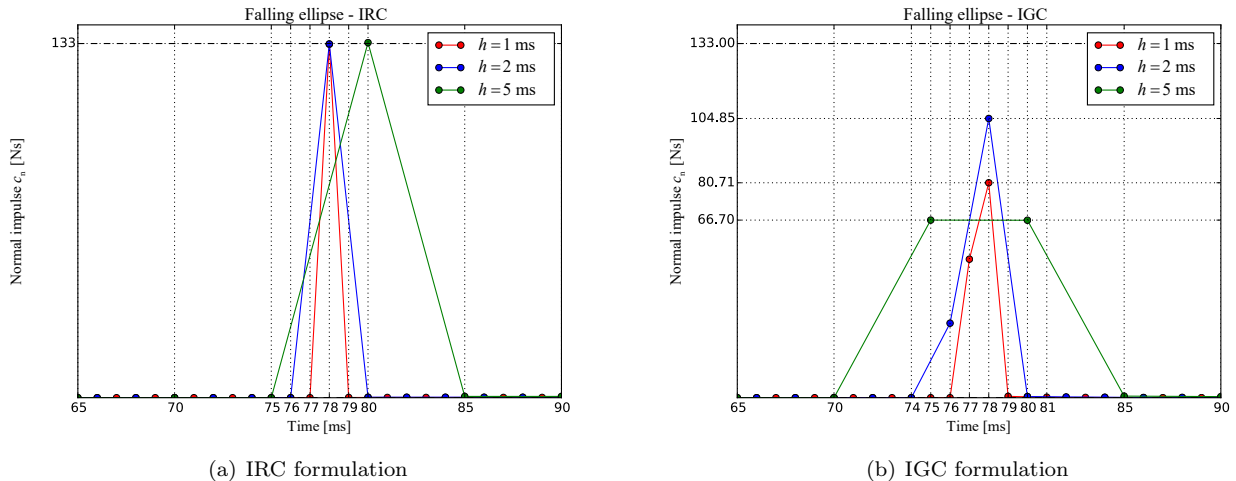 Falling ellipse - IRC
133
Normal impulse cₙ [Ns]
h = 1 ms
h = 2 ms
h = 5 ms
65 70 75 76 77 78 79 80 85 90
Time [ms]
(a) IRC formulation
Falling ellipse - IGC
133.00
104.85
80.71
66.70
Normal impulse cₙ [Ns]
h = 1 ms
h = 2 ms
h = 5 ms
65 70 74 75 76 77 78 79 80 81 85 90
Time [ms]
(b) IGC formulation